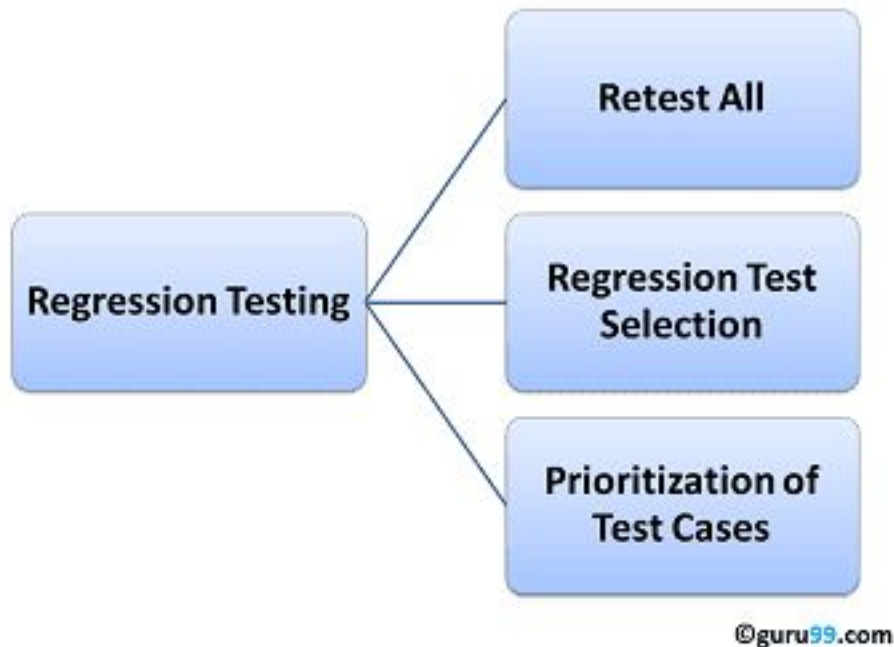 Retest All
Regression Testing
Regression Test
Selection
Prioritization of
Test Cases
©guru99.com